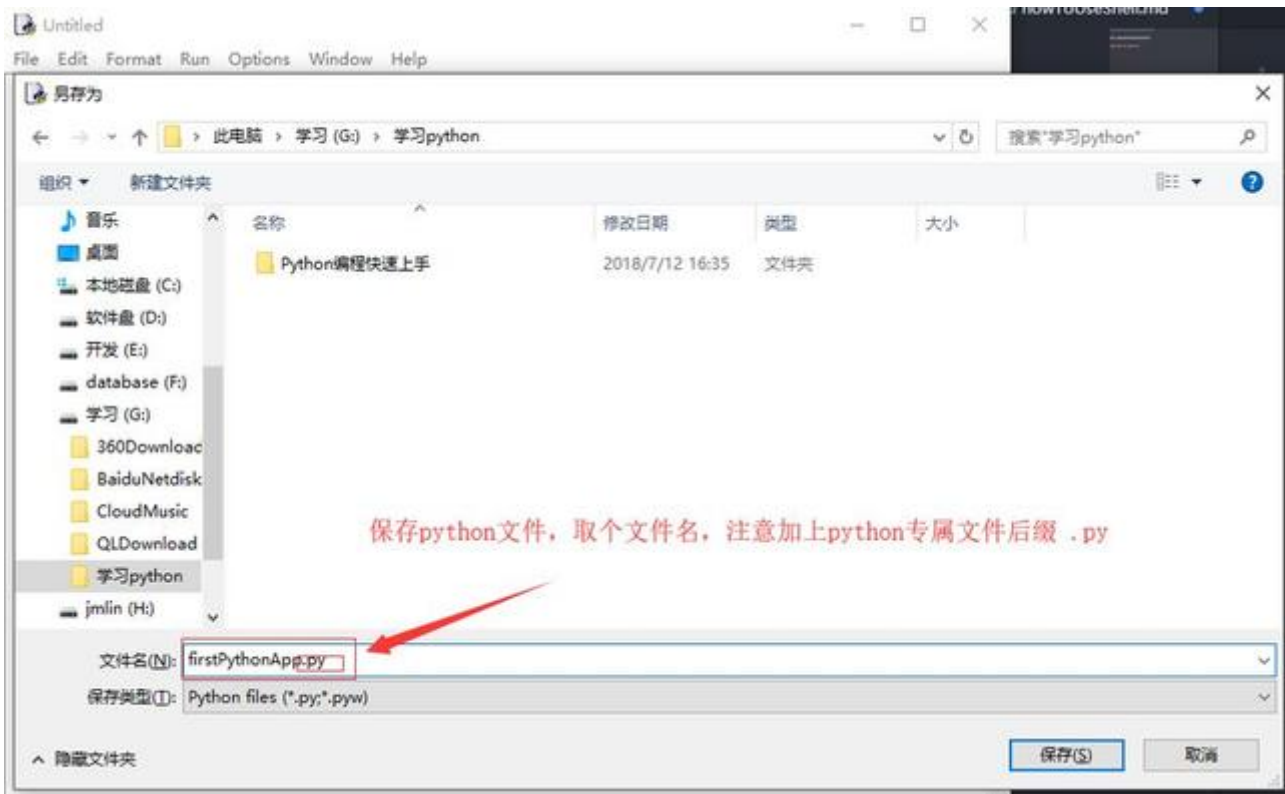 Untitled
howToUseShell.md
File Edit Format Run Options Window Help
另存为
此电脑 › 学习 (G:) › 学习python
搜索"学习python"
组织 新建文件夹
名称 修改日期 类型 大小
音乐
Python编程快速上手 2018/7/12 16:35 文件夹
桌面
本地磁盘 (C:)
软件盘 (D:)
开发 (E:)
database (F:)
学习 (G:)
360Downloac
BaiduNetdisk
CloudMusic
QLDownload
学习python
jmlin (H:)
保存python文件，取个文件名，注意加上python专属文件后缀 .py
文件名(N): firstPythonApp.py
保存类型(T): Python files (*.py;*.pyw)
隐藏文件夹
保存(S) 取消